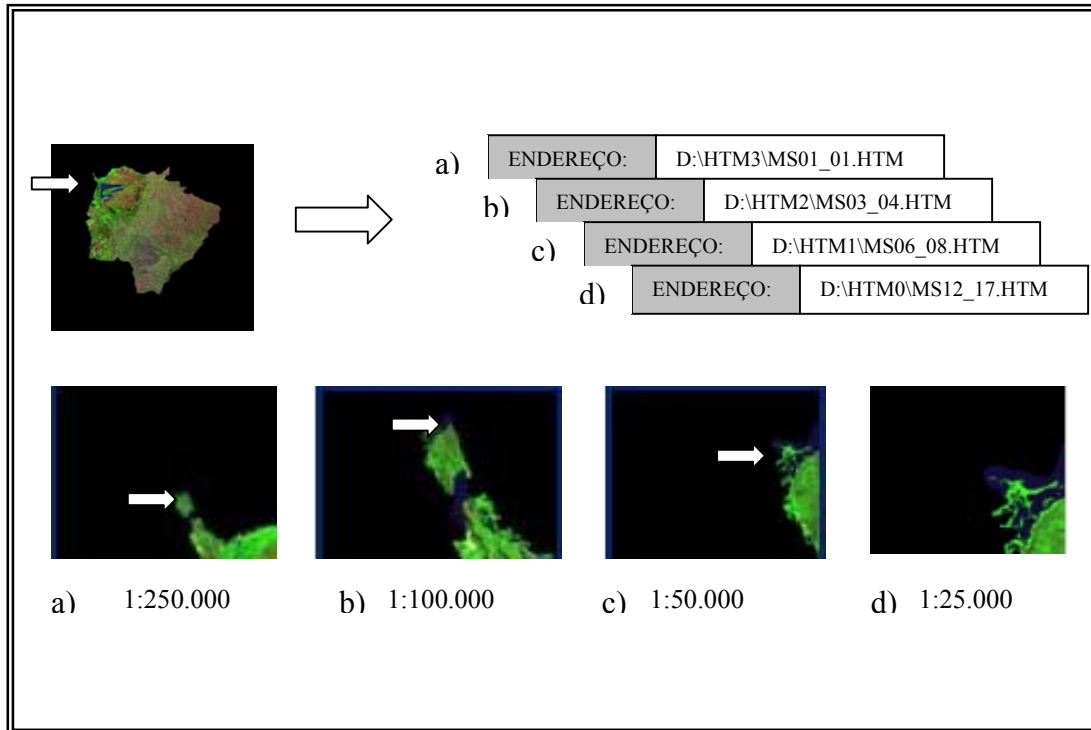 a) ENDEREÇO: D:\HTM3\MS01_01.HTM
b) ENDEREÇO: D:\HTM2\MS03_04.HTM
c) ENDEREÇO: D:\HTM1\MS06_08.HTM
d) ENDEREÇO: D:\HTM0\MS12_17.HTM
a) 1:250.000
b) 1:100.000
c) 1:50.000
d) 1:25.000